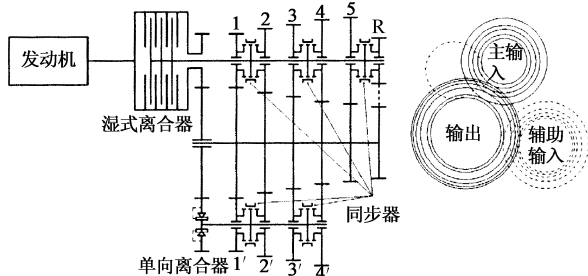 1 2 3 4 5 R
发动机
湿式离合器
主输
入
输出
辅助
输入
同步器
单向离合器
1′ 2′ 3′ 4′